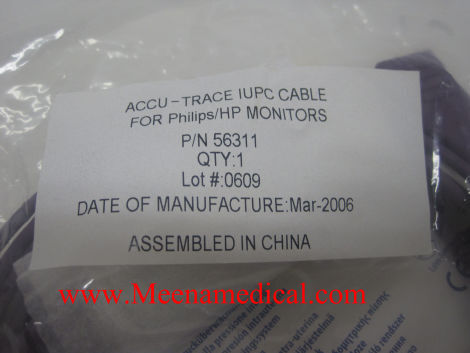 ACCU-TRACE IUPC CABLE
FOR Philips/HP MONITORS
P/N 56311
QTY:1
Lot #:0609
DATE OF MANUFACTURE:Mar-2006
ASSEMBLED IN CHINA
www.Meenamedical.com